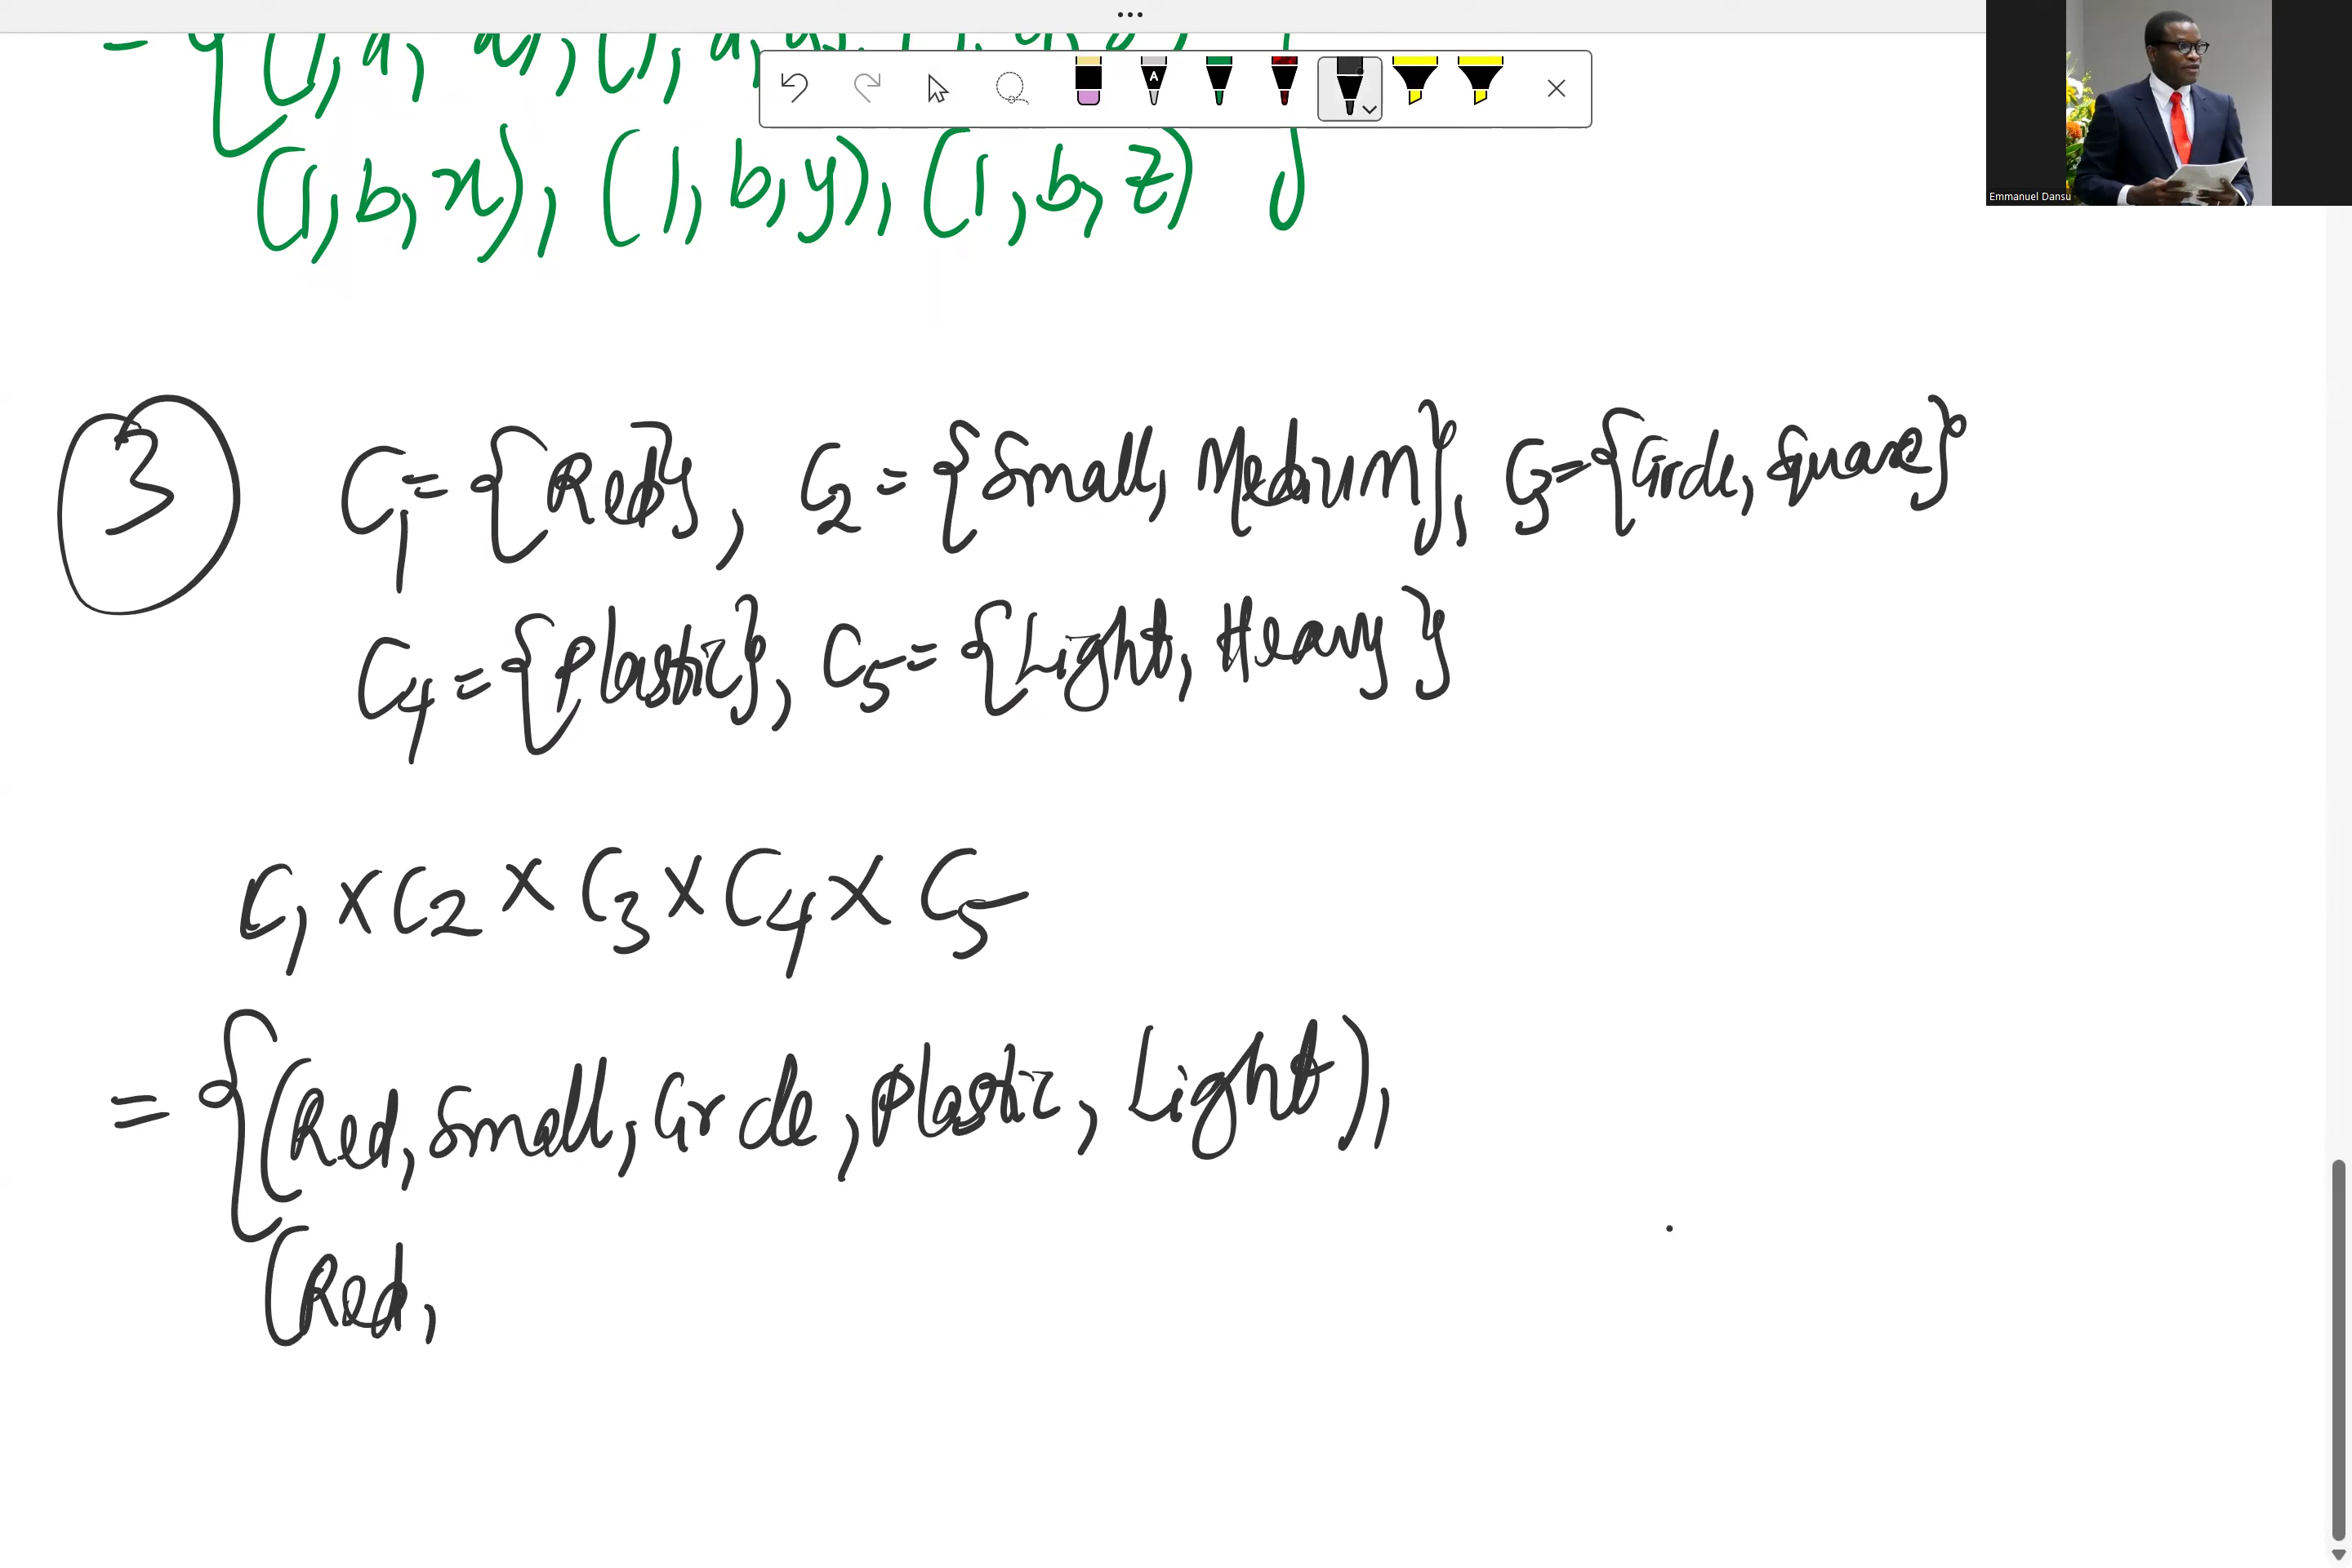 (1, b, x), (1, b, y), (1, b, z) }
Emmanuel Dansu
3 C1 = {Red}, C2 = {Small, Medium}, C3 = {Circle, Square}
C4 = {Plastic}, C5 = {Light, Heavy}
C1 × C2 × C3 × C4 × C5
= {(Red, Small, Circle, Plastic, Light),
(Red,